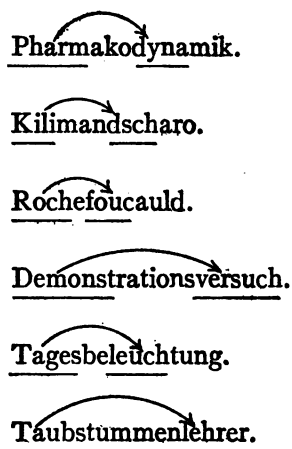 Pharmakodynamik.
Kilimandscharo.
Rochefoucauld.
Demonstrationsversuch.
Tagesbeleuchtung.
Taubstummenlehrer.